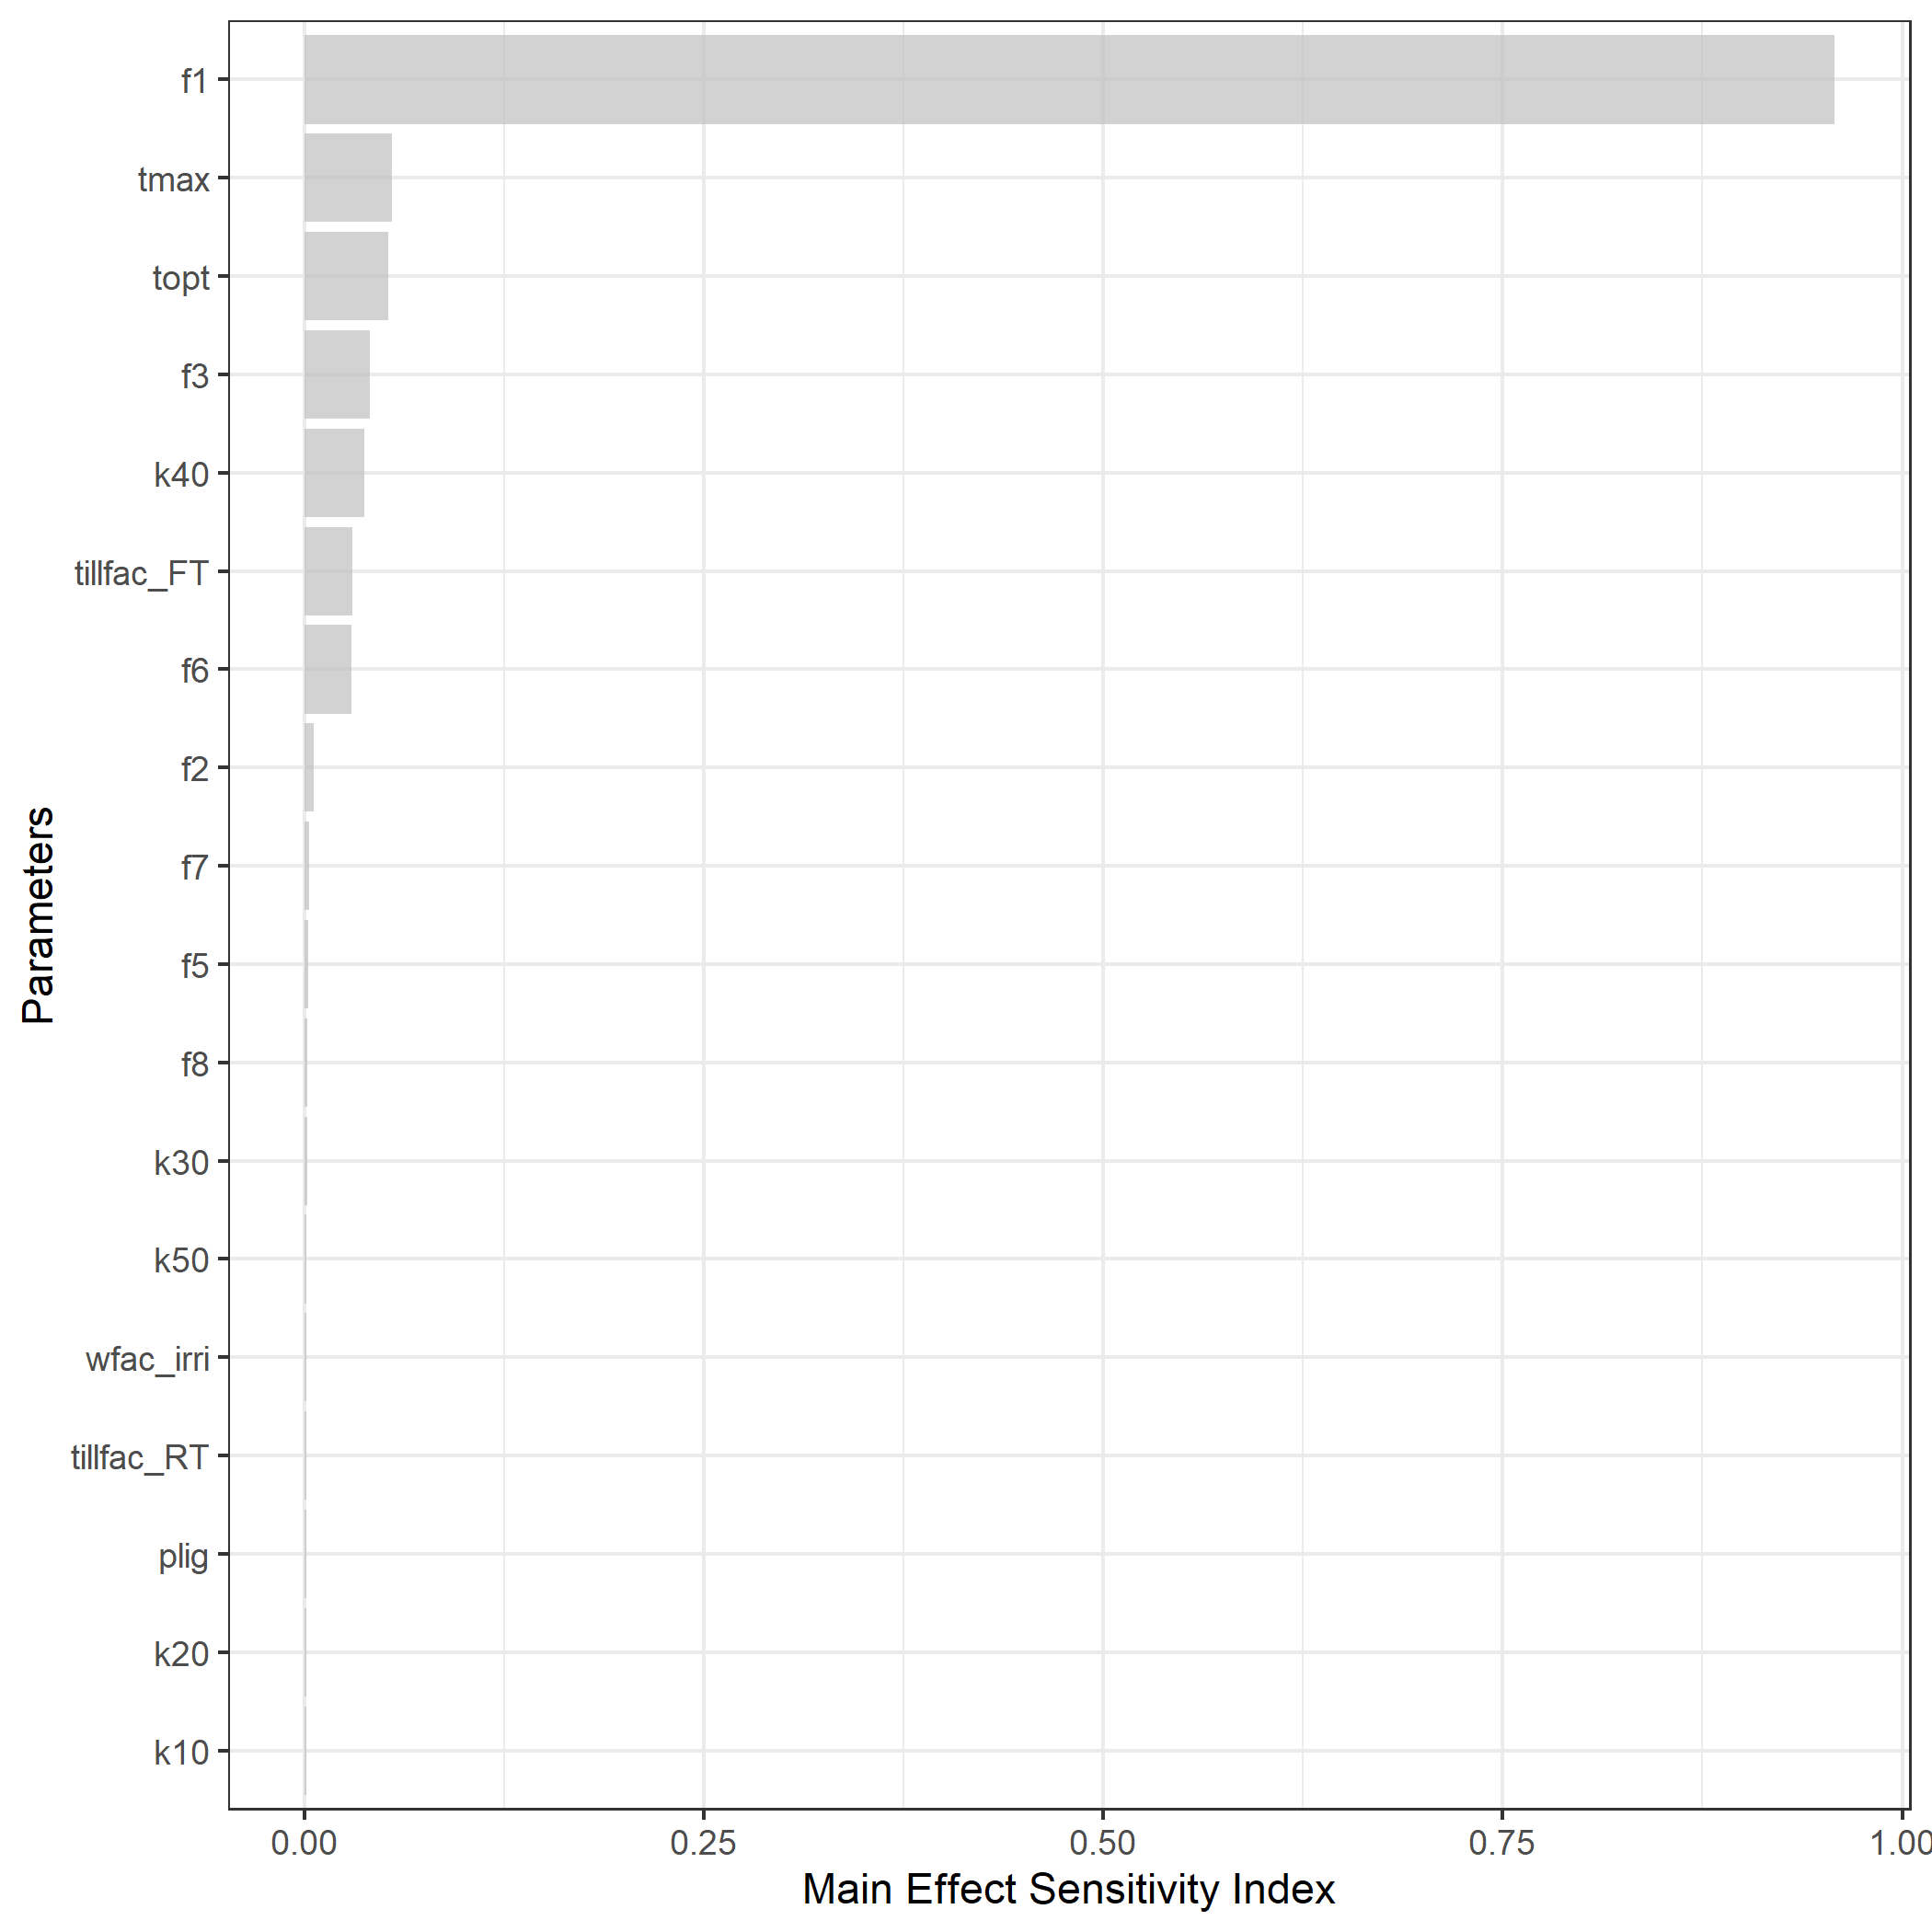 f1
tmax
topt
f3
k40
tillfac_FT
f6
f2
f7
f5
f8
k30
k50
wfac_irri
tillfac_RT
plig
k20
k10
Parameters
0.00 0.25 0.50 0.75 1.00
Main Effect Sensitivity Index